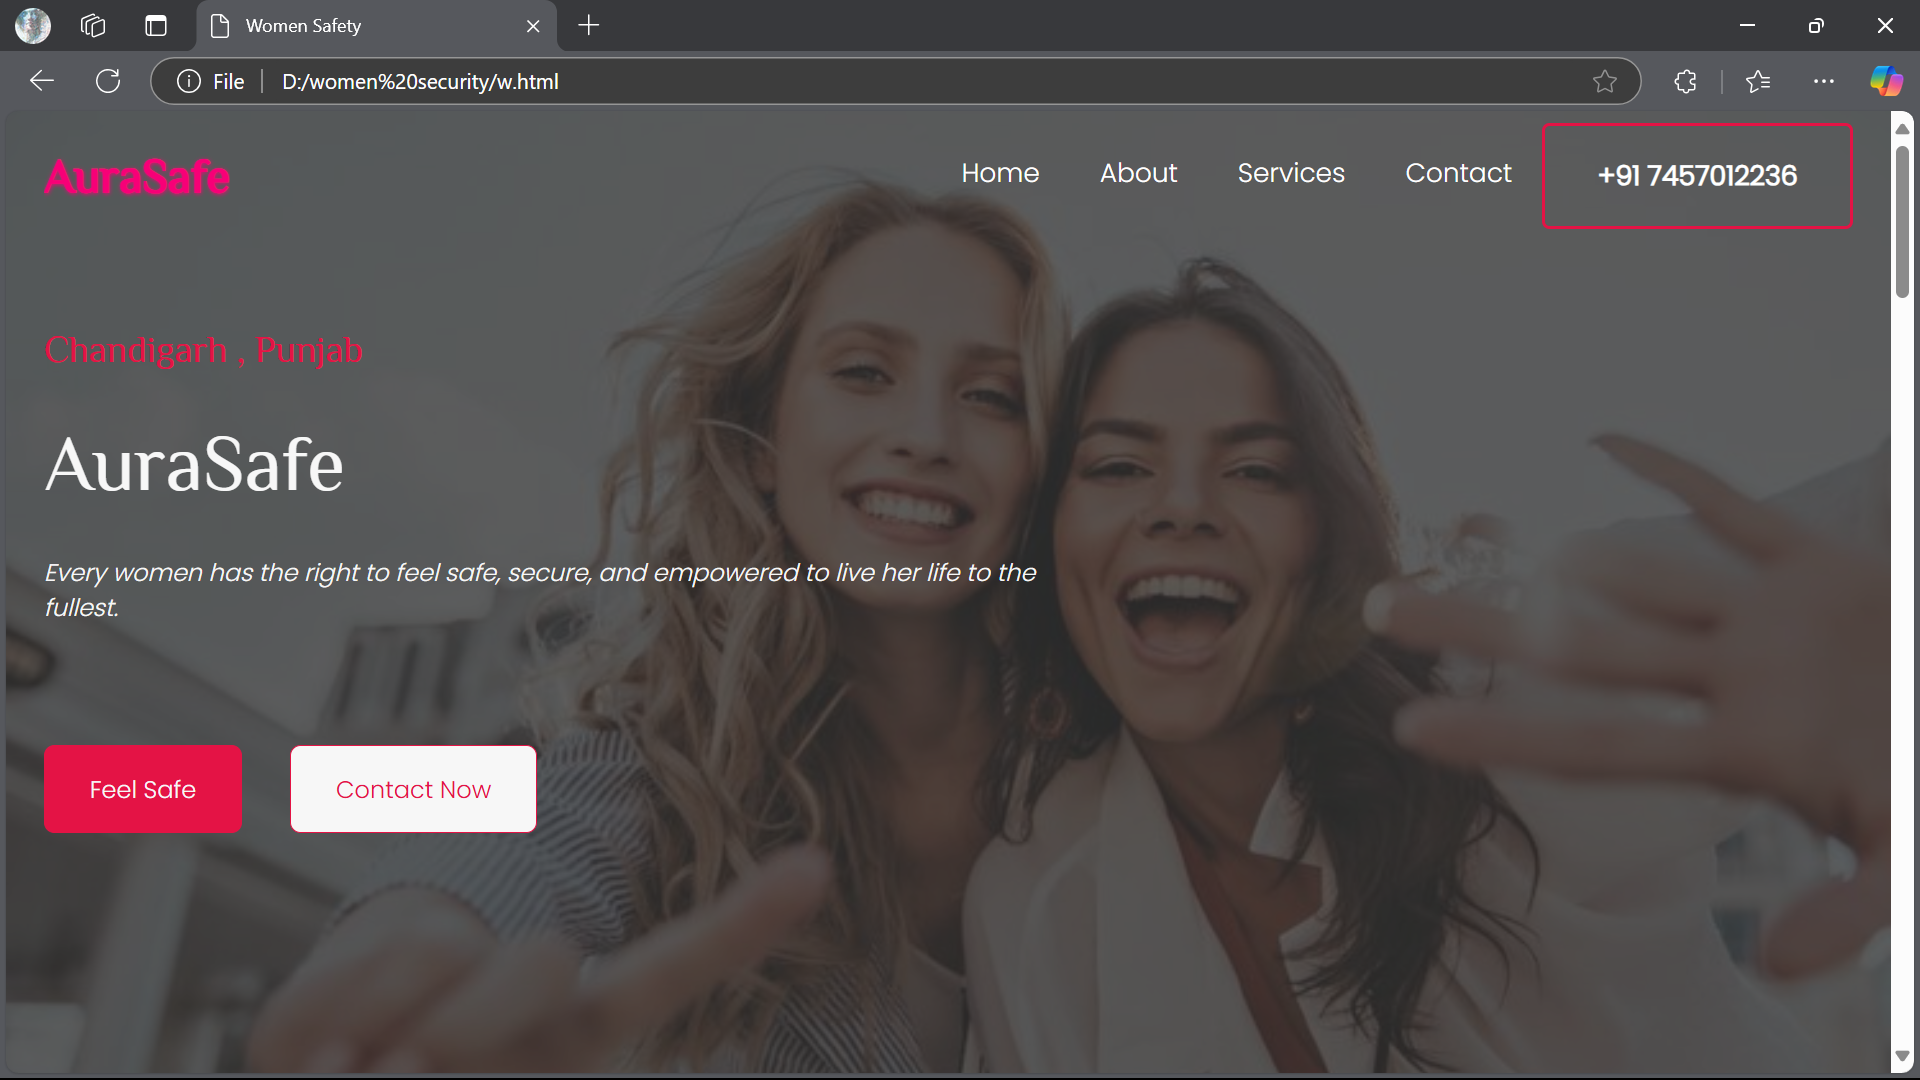 Women Safety
File D:/women%20security/w.html
AuraSafe
Home About Services Contact +91 7457012236
Chandigarh , Punjab
AuraSafe
Every women has the right to feel safe, secure, and empowered to live her life to the
fullest.
Feel Safe Contact Now